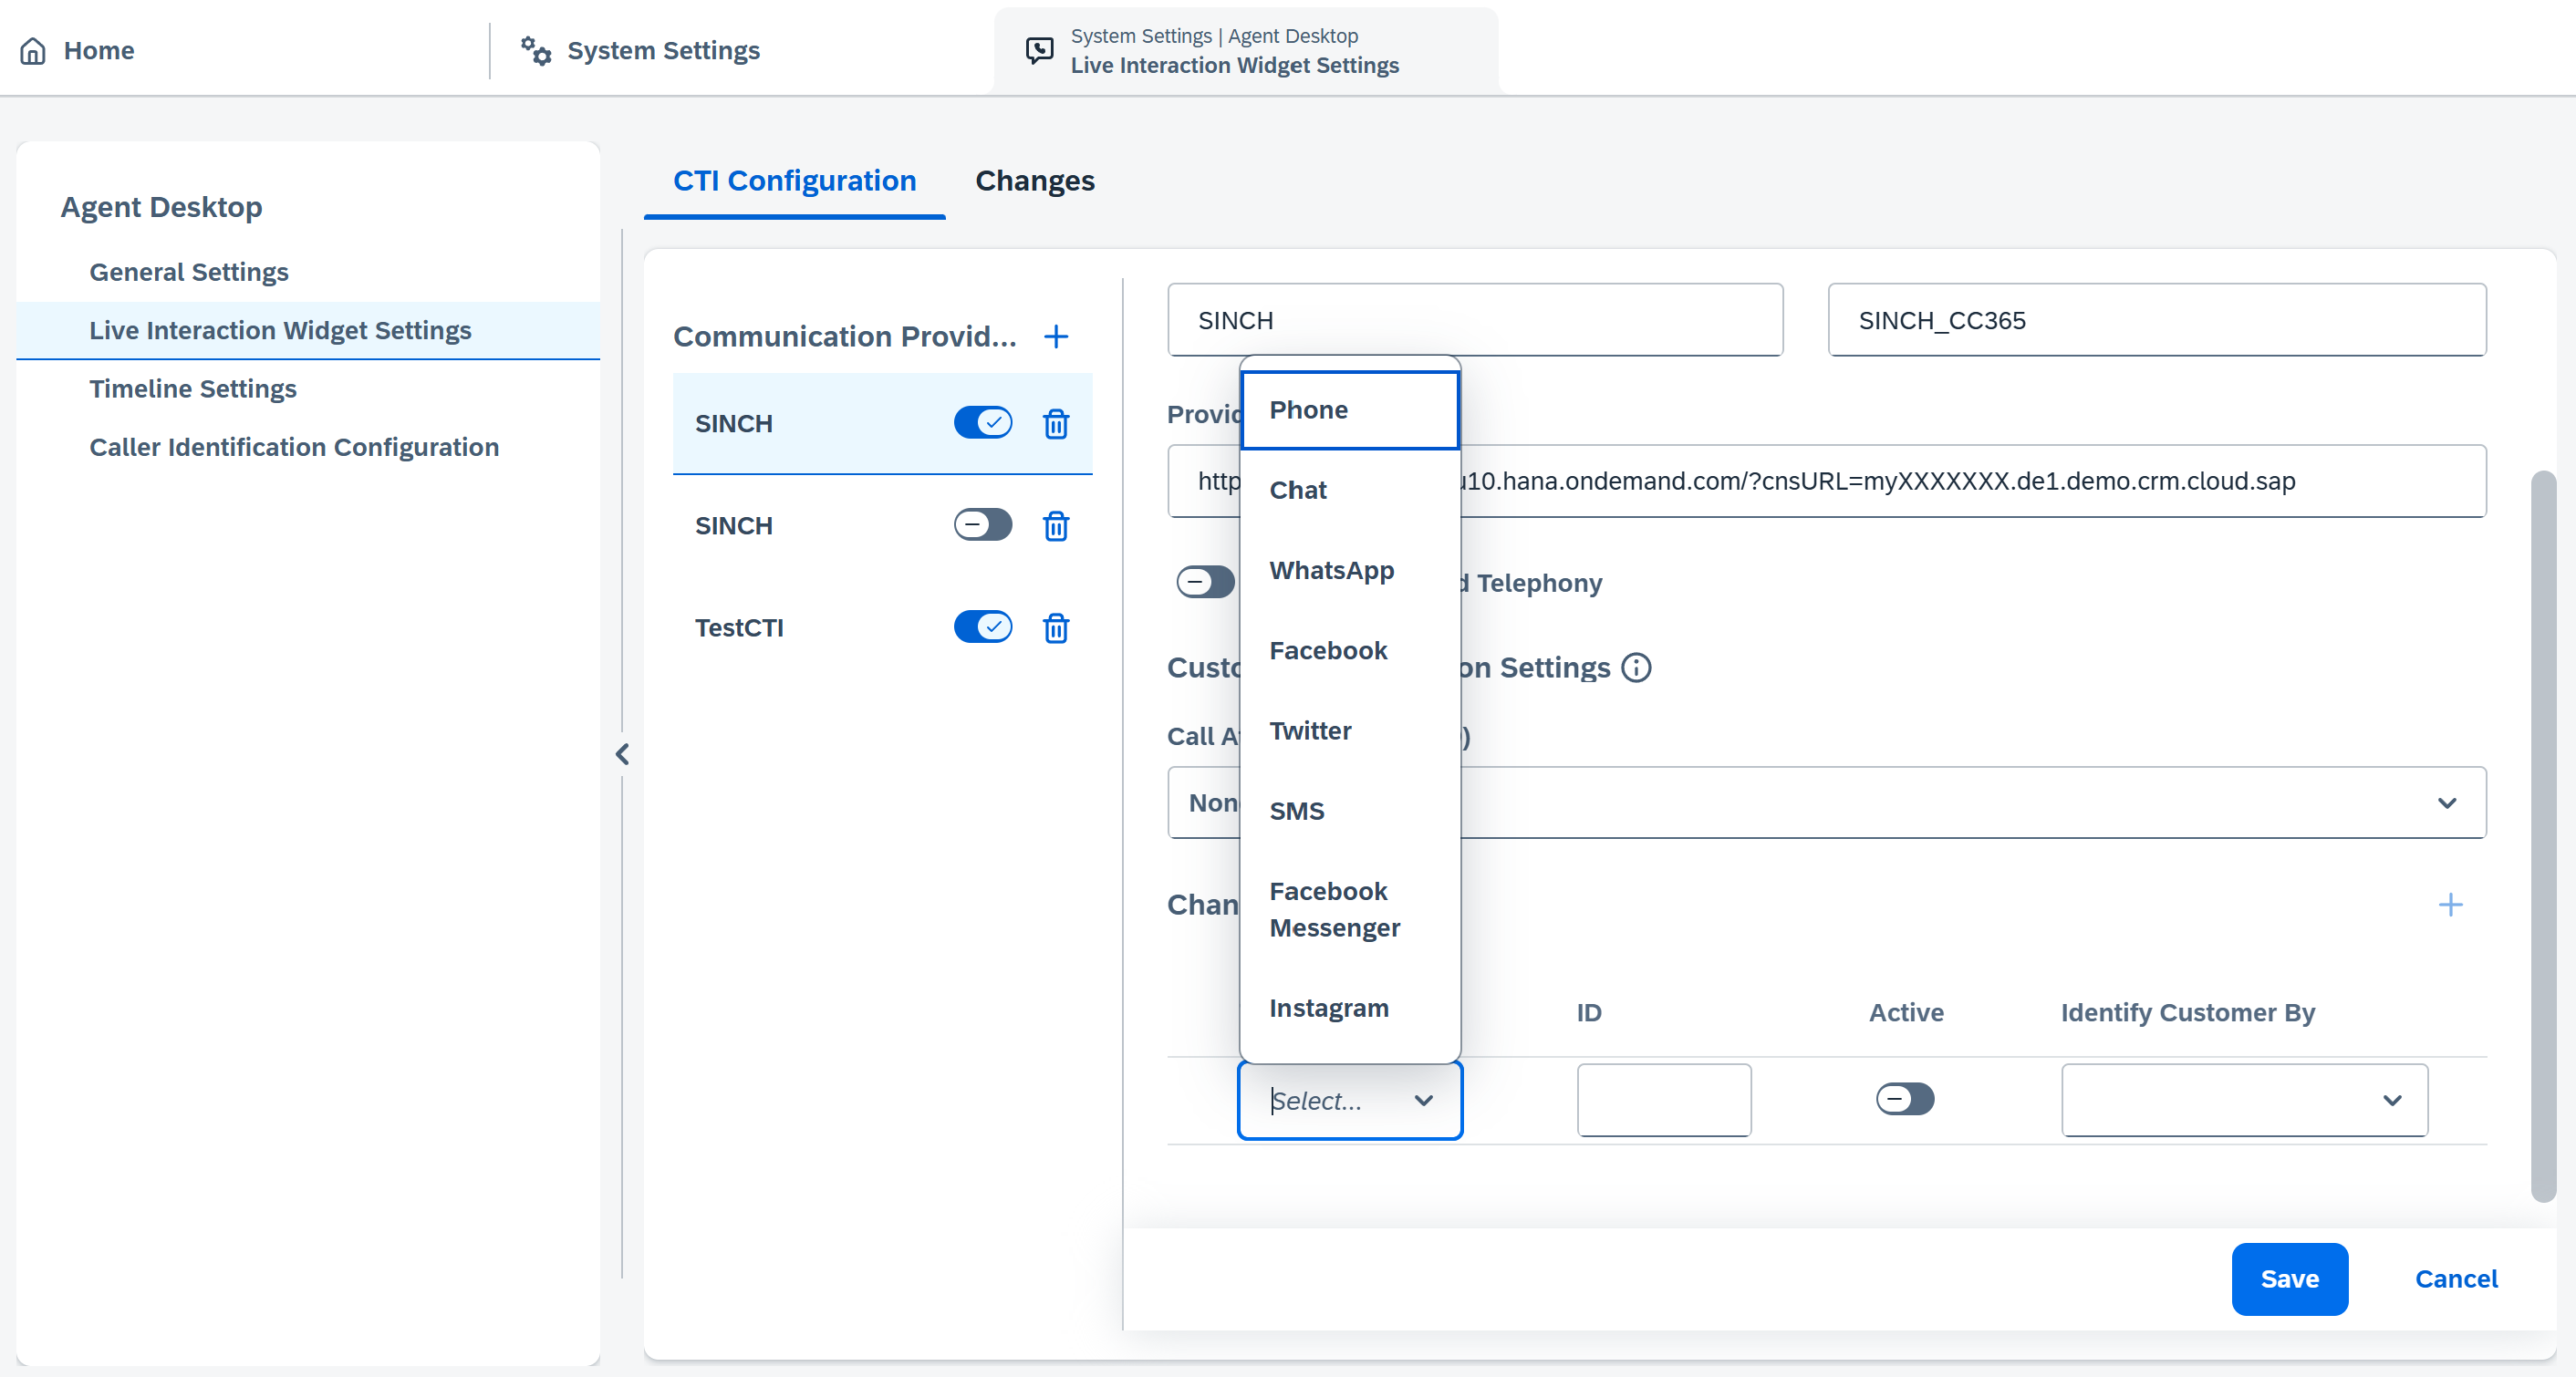 Home
System Settings
System Settings | Agent Desktop
Live Interaction Widget Settings
Agent Desktop
General Settings
Live Interaction Widget Settings
Timeline Settings
Caller Identification Configuration
CTI Configuration
Changes
Communication Provid...
SINCH
SINCH
TestCTI
SINCH
SINCH_CC365
Provid
http
u10.hana.ondemand.com/?cnsURL=myXXXXXXX.de1.demo.crm.cloud.sap
d Telephony
Custo
on Settings
Call A
)
Non
Chan
Phone
Chat
WhatsApp
Facebook
Twitter
SMS
Facebook
Messenger
Instagram
ID
Active
Identify Customer By
Select...
Save
Cancel